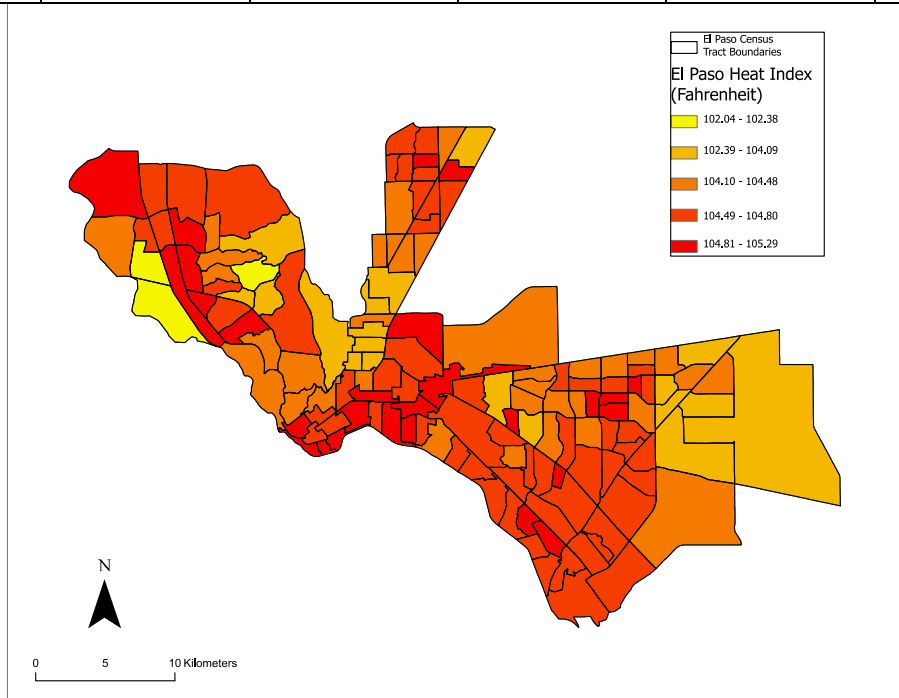 El Paso Census
Tract Boundaries
El Paso Heat Index
(Fahrenheit)
102.04 - 102.38
102.39 - 104.09
104.10 - 104.48
104.49 - 104.80
104.81 - 105.29
N
0 5 10 Kilometers